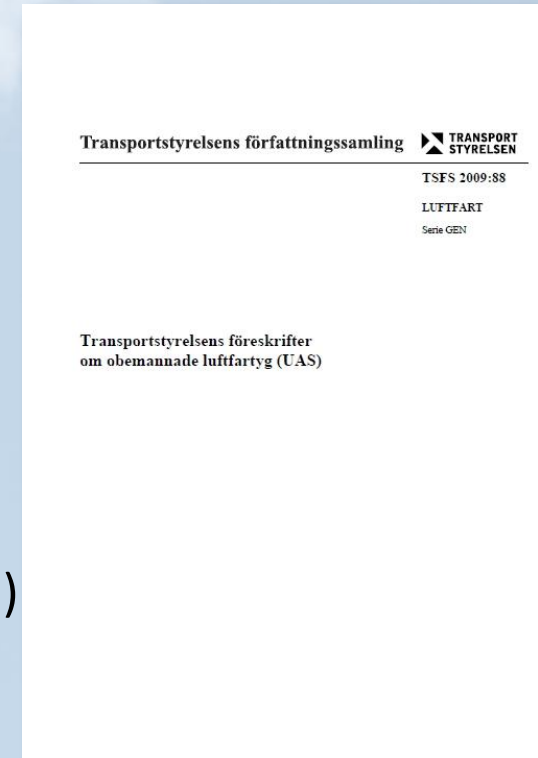 Transportstyrelsens författningssamling
TRANSPORT
STYRELSEN
TSFS 2009:88
LUFTFART
Serie GEN
Transportstyrelsens föreskrifter
om obemannade luftfartyg (UAS)
)